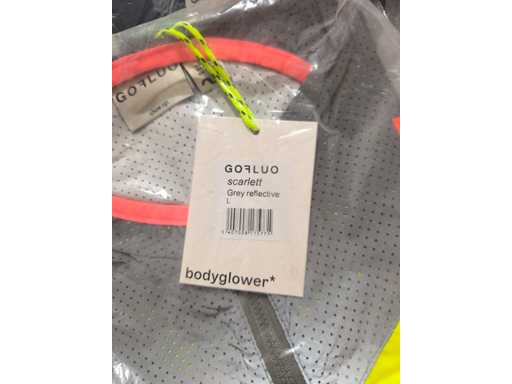 GOFLUO
GOFLUO
scarlett
Grey reflective
L
bodyglower*